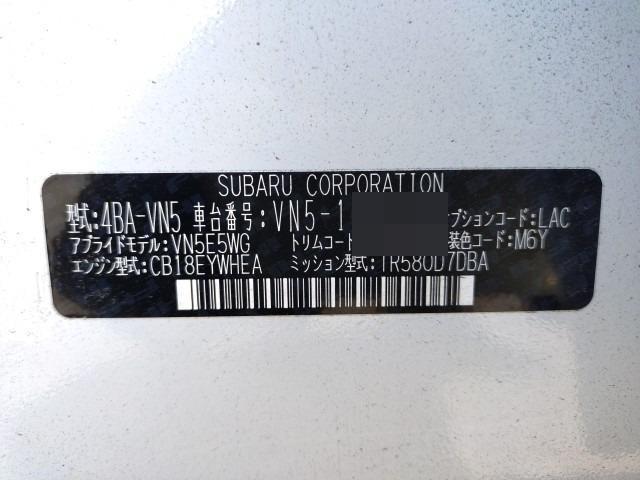 SUBARU CORPORATION
型式:4BA-VN5 車台番号:VN5-1 プションコード:LAC
アプライドモデル:VN5E5WG トリムコート 装色コード:M6Y
エンジン型式:CB18EYWHEA ミッション型式:TR580D7DBA